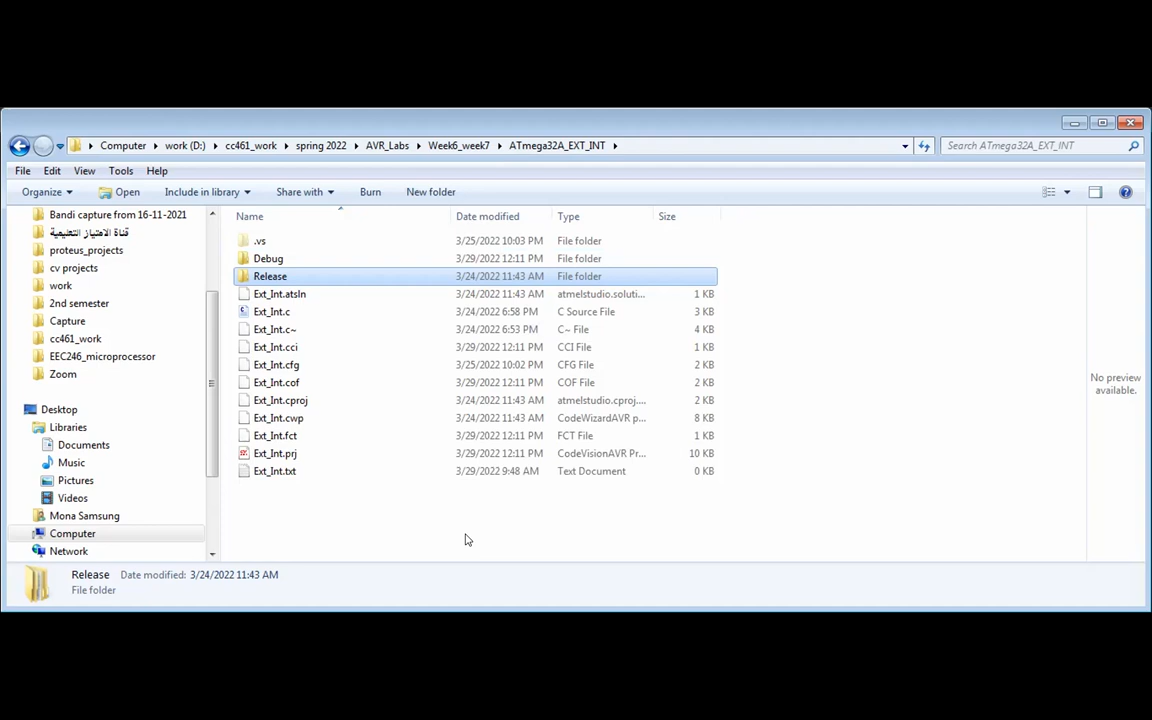 Computer work (D:) cc461_work spring 2022 AVR_Labs Week6_week7 ATmega32A_EXT_INT Search ATmega32A_EXT_INT
File Edit View Tools Help
Organize Open Include in library Share with Burn New folder
Bandi capture from 16-11-2021
قناة الامتياز التعليمية
proteus_projects
cv projects
work
2nd semester
Capture
cc461_work
EEC246_microprocessor
Zoom
Desktop
Libraries
Documents
Music
Pictures
Videos
Mona Samsung
Computer
Network
Name Date modified Type Size
.vs 3/25/2022 10:03 PM File folder
Debug 3/29/2022 12:11 PM File folder
Release 3/24/2022 11:43 AM File folder
Ext_Int.atsln 3/24/2022 11:43 AM atmelstudio.soluti... 1 KB
Ext_Int.c 3/24/2022 6:58 PM C Source File 3 KB
Ext_Int.c~ 3/24/2022 6:53 PM C~ File 4 KB
Ext_Int.cci 3/29/2022 12:11 PM CCI File 1 KB
Ext_Int.cfg 3/25/2022 10:02 PM CFG File 2 KB
Ext_Int.cof 3/29/2022 12:11 PM COF File 2 KB
Ext_Int.cproj 3/24/2022 11:43 AM atmelstudio.cproj.... 2 KB
Ext_Int.cwp 3/24/2022 11:43 AM CodeWizardAVR p... 8 KB
Ext_Int.fct 3/29/2022 12:11 PM FCT File 1 KB
Ext_Int.prj 3/29/2022 12:11 PM CodeVisionAVR Pr... 10 KB
Ext_Int.txt 3/29/2022 9:48 AM Text Document 0 KB
No preview
available.
Release Date modified: 3/24/2022 11:43 AM
File folder